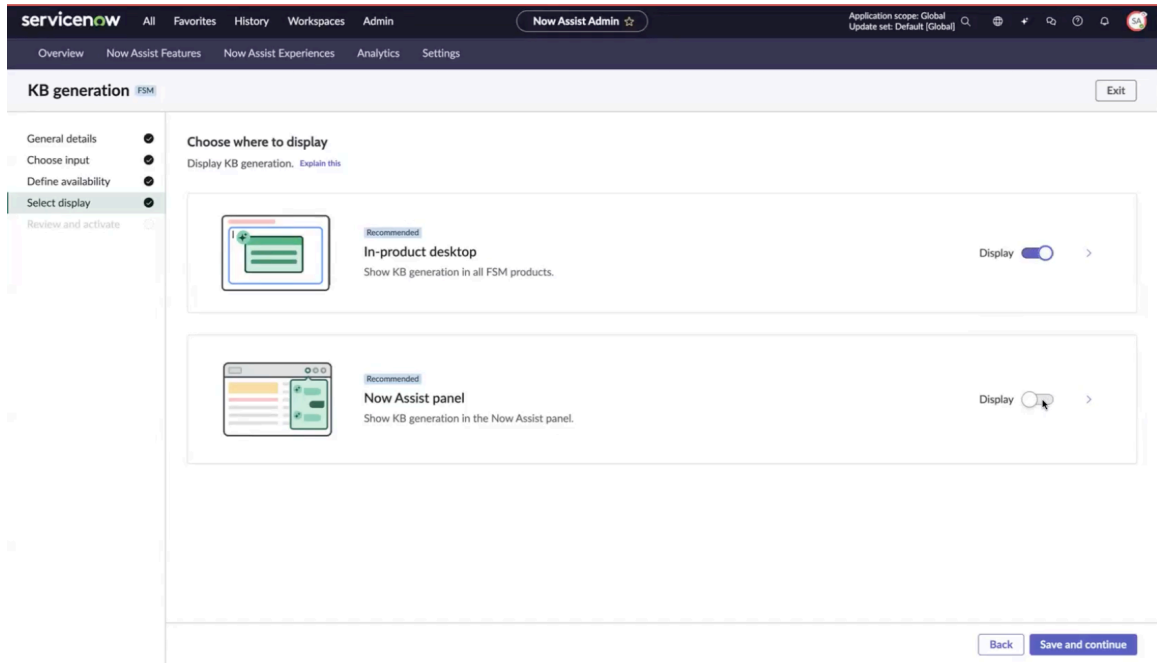 servicenow All Favorites History Workspaces Admin Now Assist Admin Application scope: Global
Update set: Default [Global] SA
Overview Now Assist Features Now Assist Experiences Analytics Settings
KB generation FSM Exit
General details
Choose input
Define availability
Select display
Review and activate
Choose where to display
Display KB generation. Explain this
Recommended
In-product desktop
Show KB generation in all FSM products.
Display
Recommended
Now Assist panel
Show KB generation in the Now Assist panel.
Display
Back Save and continue